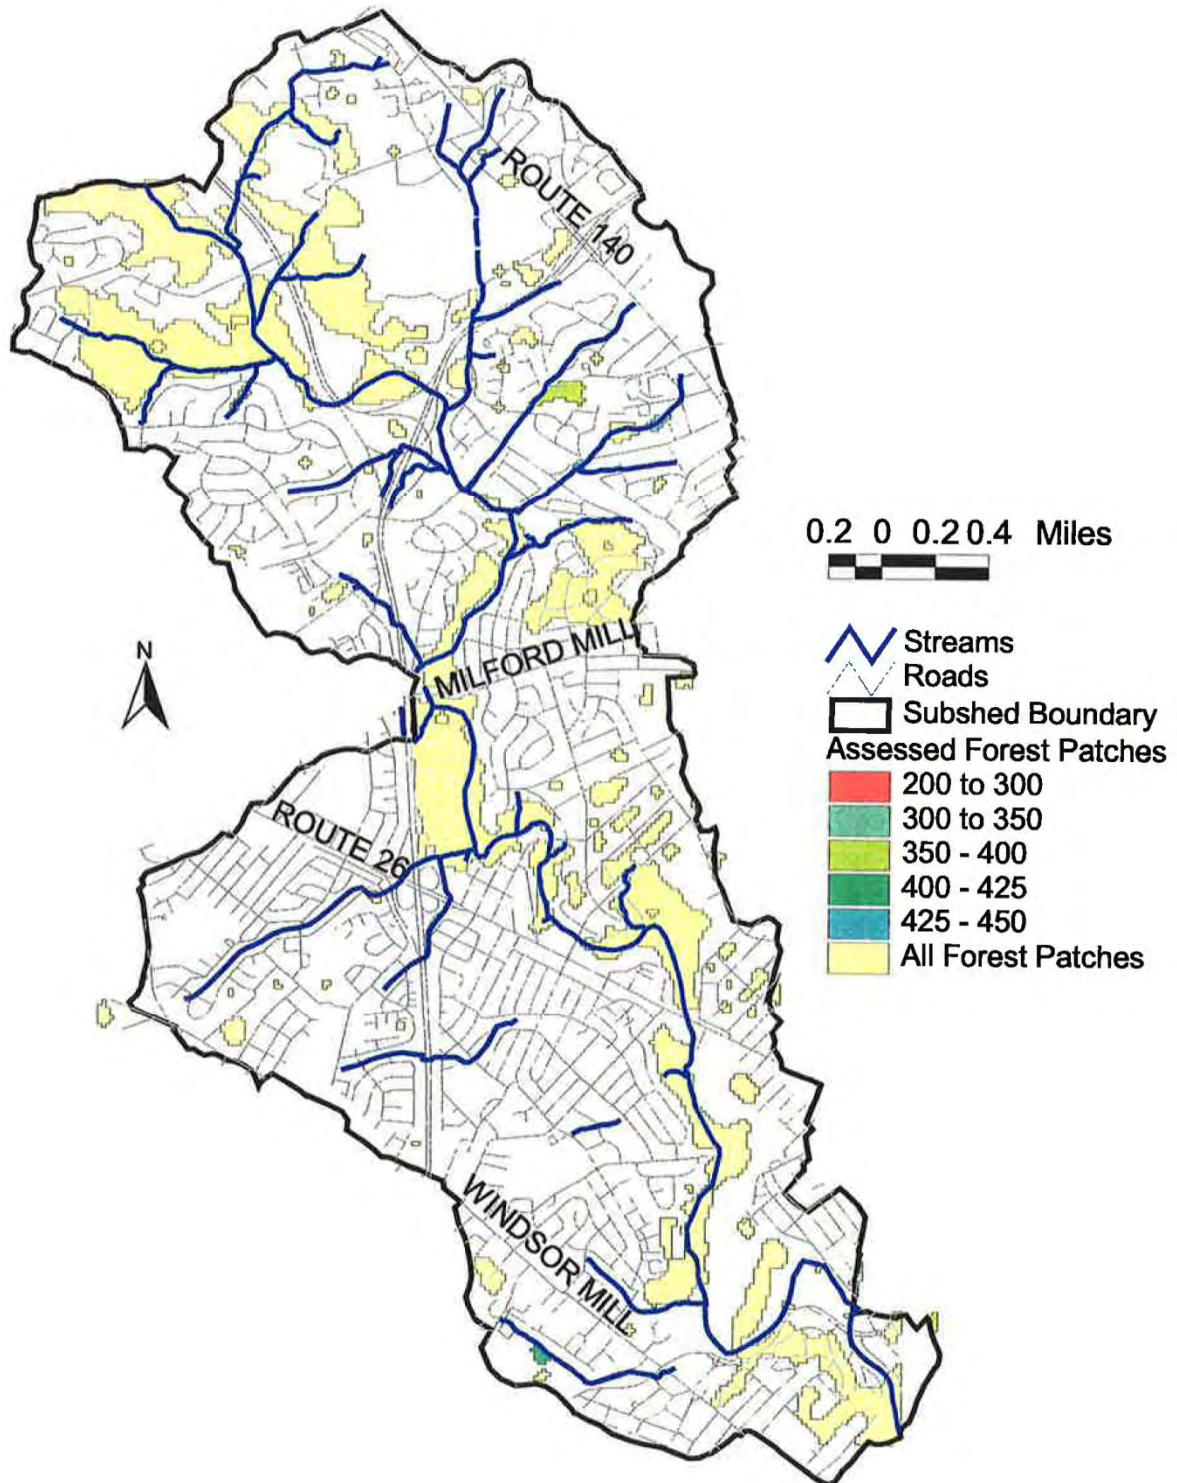 ROUTE 140
0.2 0 0.2 0.4 Miles
N
Streams
Roads
MILFORD MILL
Subshed Boundary
Assessed Forest Patches
200 to 300
300 to 350
350 - 400
400 - 425
425 - 450
All Forest Patches
ROUTE 26
WINDSOR MILL